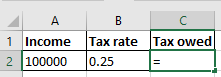 A B C
1 Income Tax rate Tax owed
2 100000 0.25 =